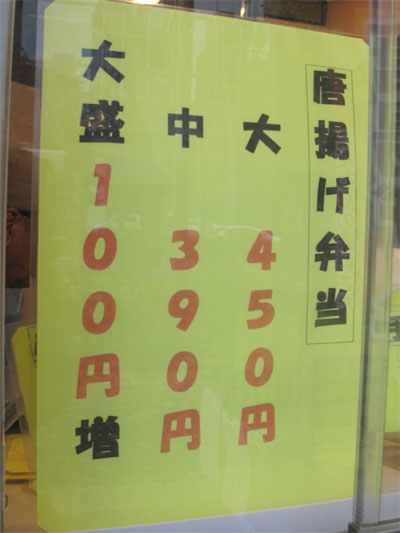 唐揚げ弁当
大 450円
中 390円
大盛100円増